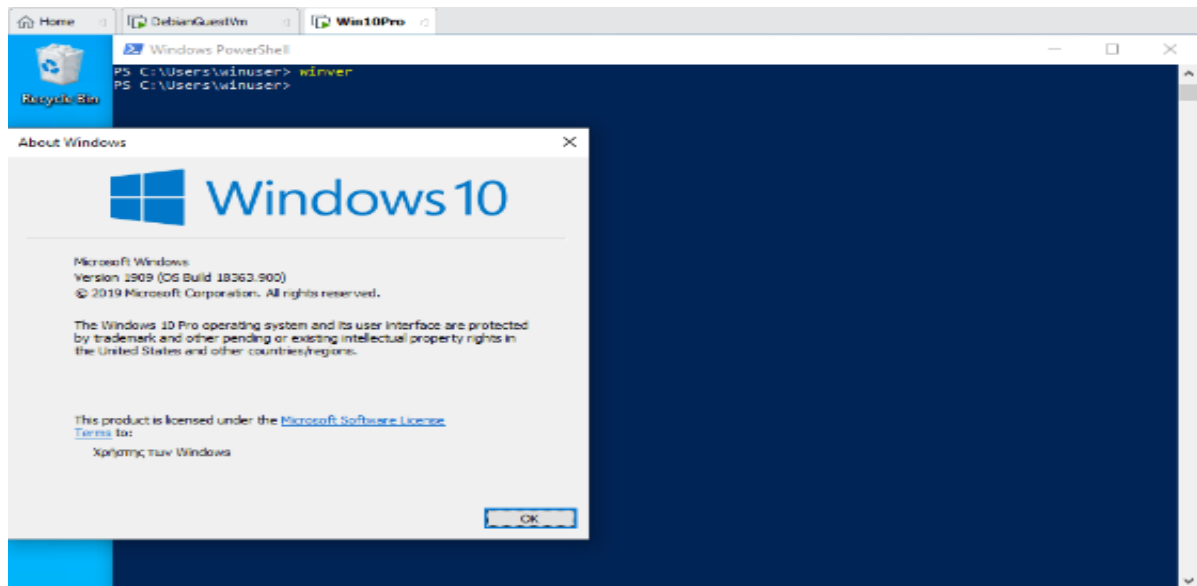 Home
DebianGuestVm
Win10Pro
Windows PowerShell
Recycle Bin
PS C:\Users\winuser> winver
PS C:\Users\winuser>
About Windows
Windows 10
Microsoft Windows
Version 1909 (OS Build 18363.900)
© 2019 Microsoft Corporation. All rights reserved.
The Windows 10 Pro operating system and its user interface are protected
by trademark and other pending or existing intellectual property rights in
the United States and other countries/regions.
This product is licensed under the Microsoft Software License
Terms to:
Χρήστης των Windows
OK